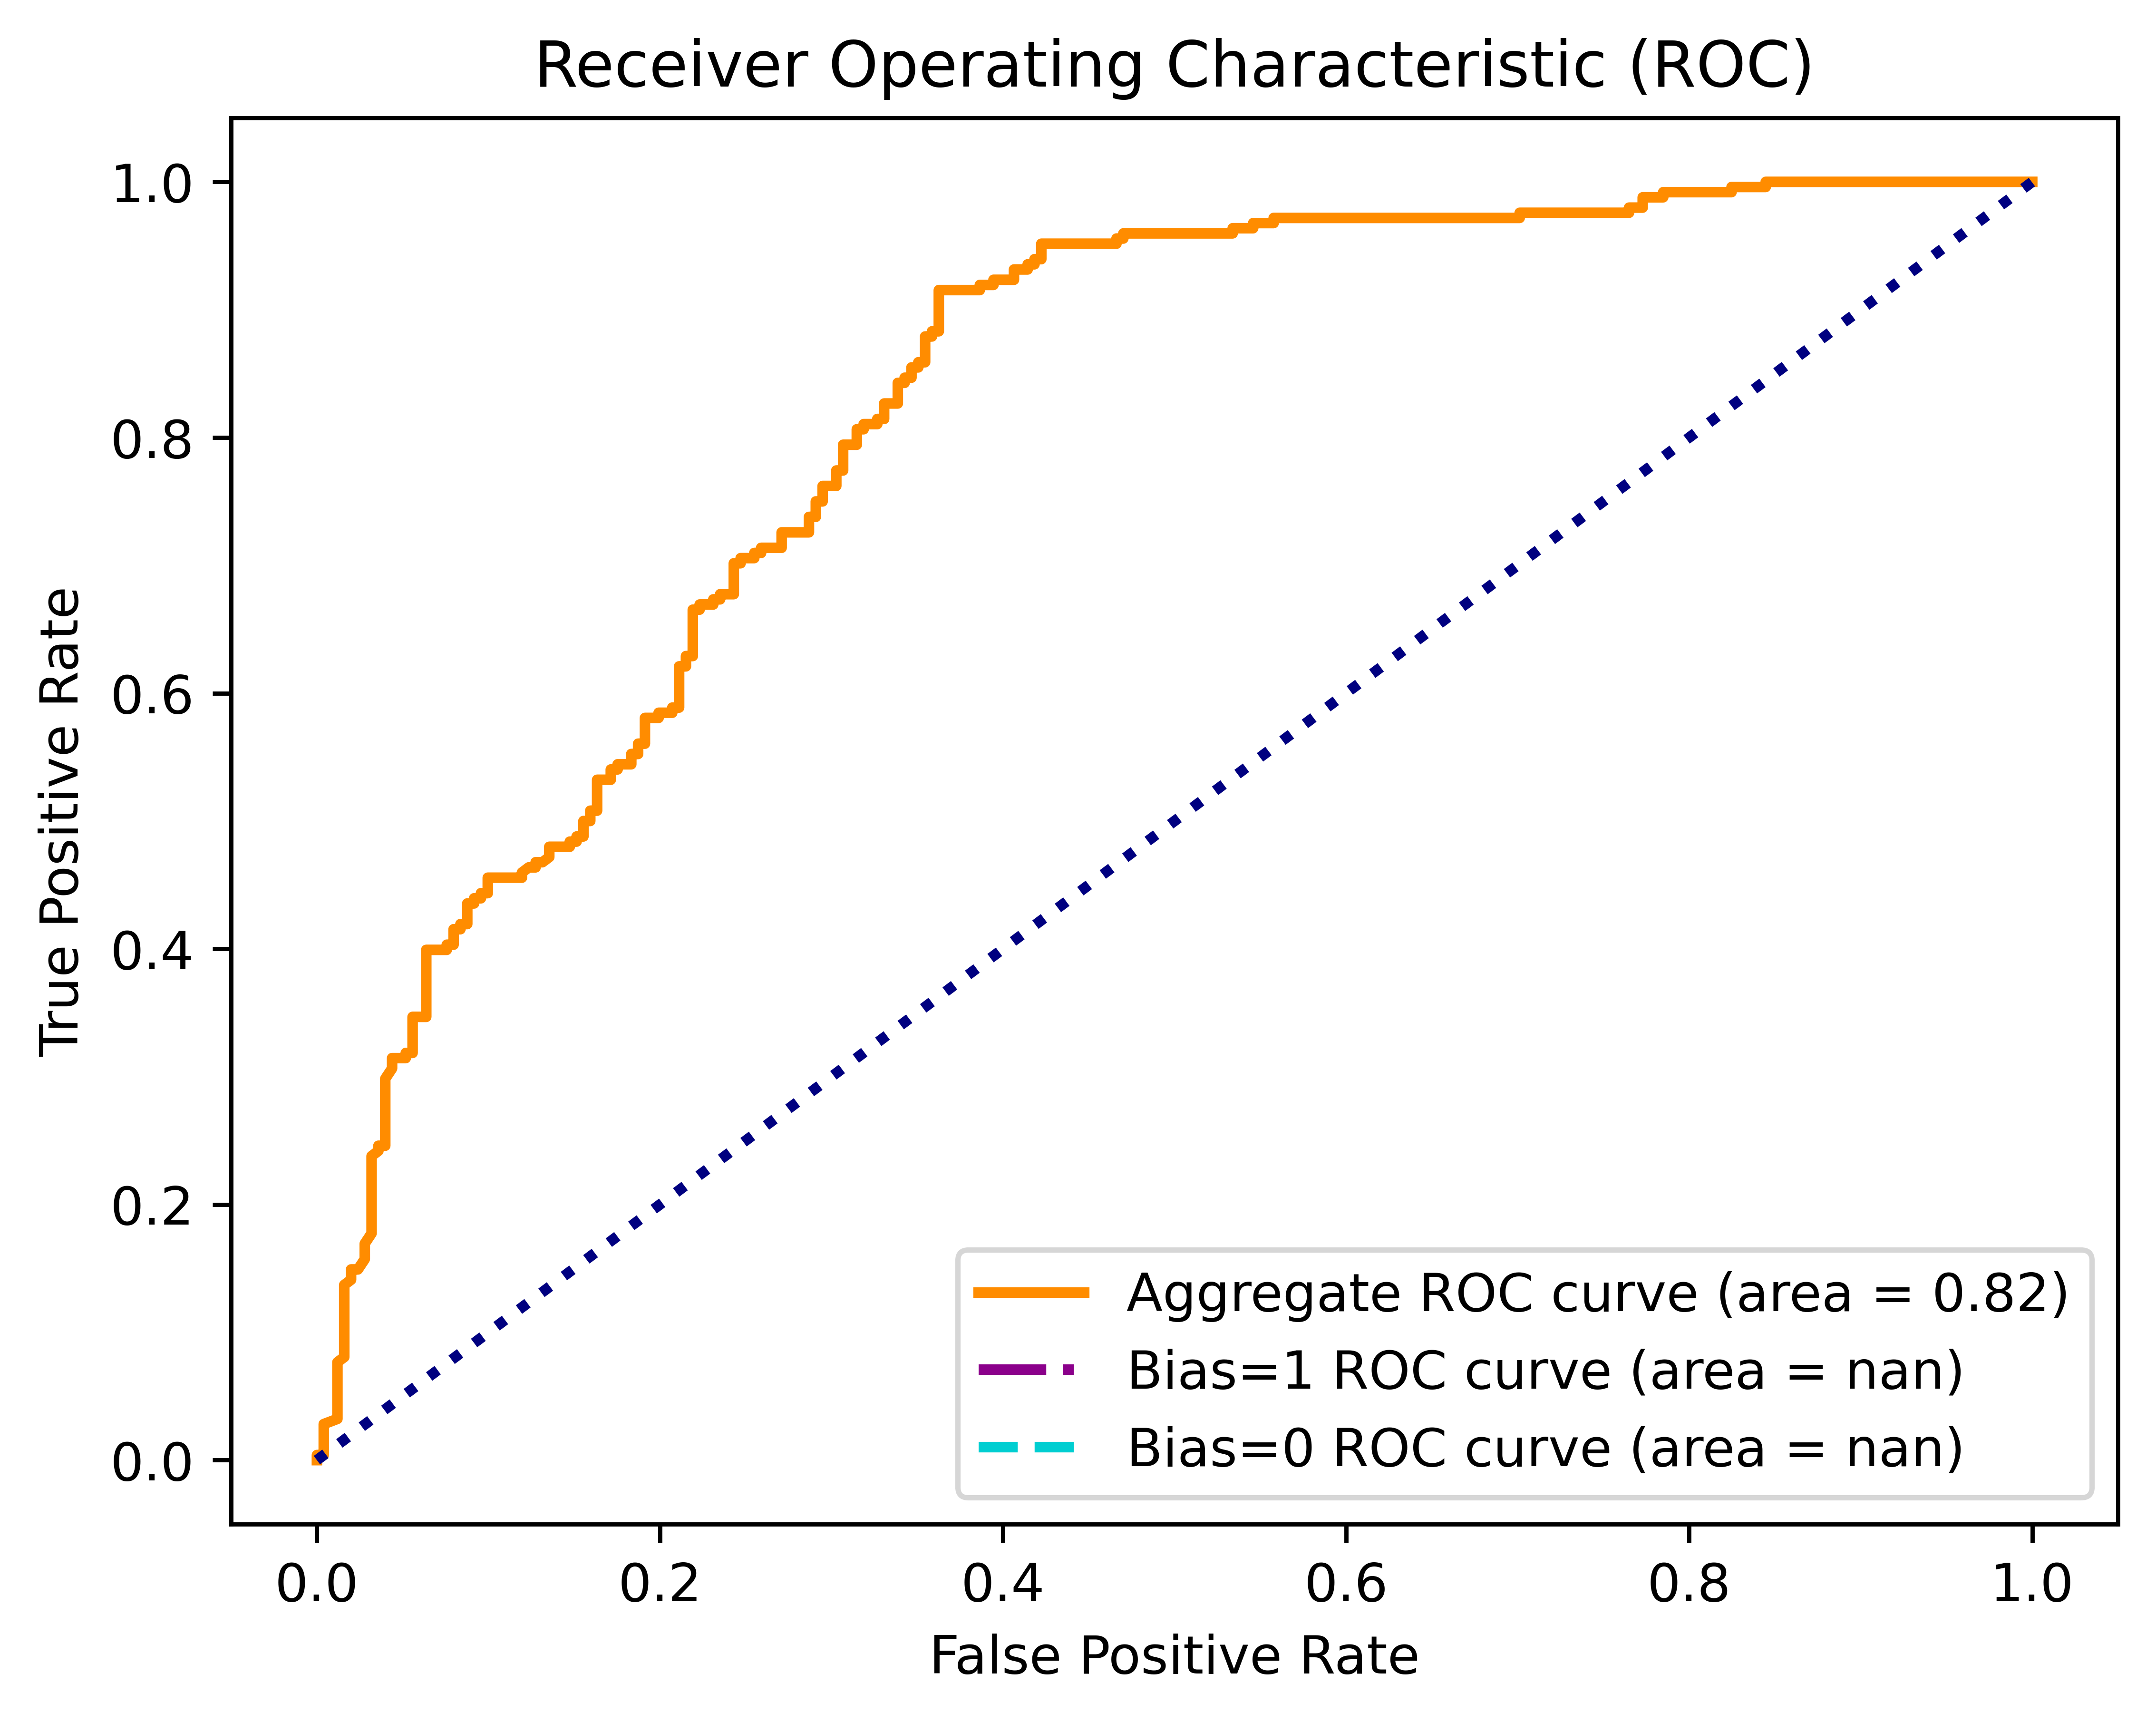 Receiver Operating Characteristic (ROC)
True Positive Rate
1.0
0.8
0.6
0.4
0.2
0.0
Aggregate ROC curve (area = 0.82)
Bias=1 ROC curve (area = nan)
Bias=0 ROC curve (area = nan)
0.0 0.2 0.4 0.6 0.8 1.0
False Positive Rate